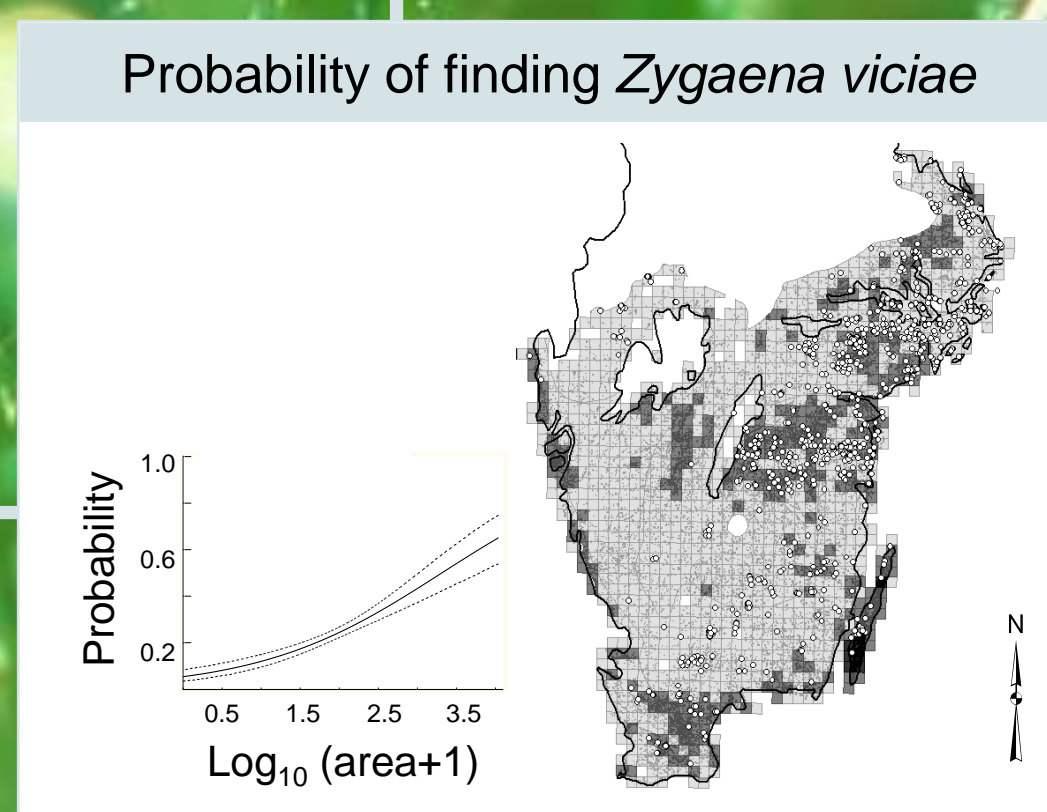 Probability of finding Zygaena viciae
N
Probability
1.0
0.6
0.2
0.5 1.5 2.5 3.5
Log₁₀ (area+1)